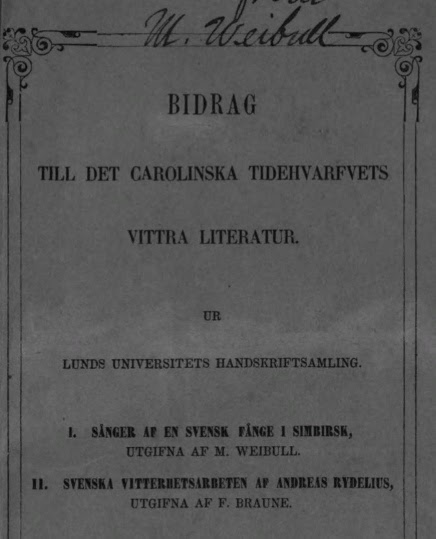 M. Weibull
BIDRAG
TILL DET CAROLINSKA TIDEHVARFVETS
VITTRA LITERATUR.
UR
LUNDS UNIVERSITETS HANDSKRIFTSAMLING.
I. SÅNGER AF EN SVENSK FÅNGE I SIMBIRSK,
UTGIFNA AF M. WEIBULL.
II. SVENSKA VITTERHETSARBETEN AF ANDREAS RYDELIUS,
UTGIFNA AF F. BRAUNE.